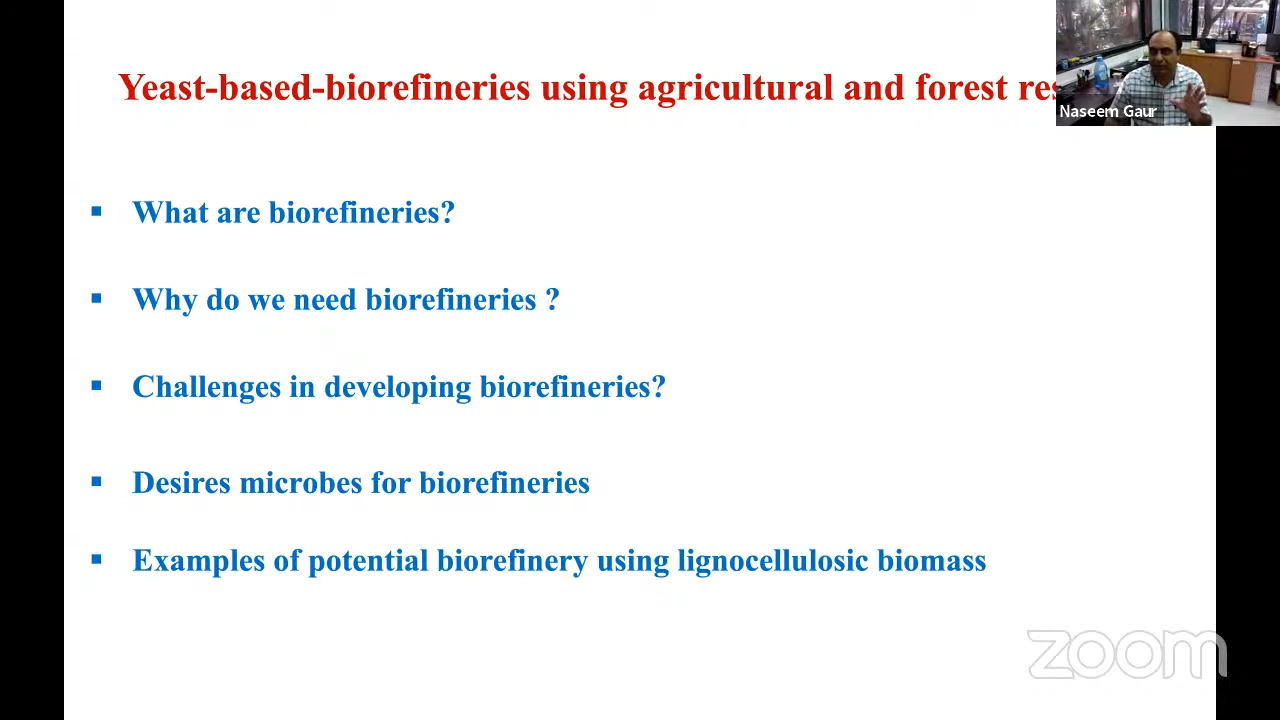 Yeast-based-biorefineries using agricultural and forest
Naseem Gaur
▪ What are biorefineries?
▪ Why do we need biorefineries ?
▪ Challenges in developing biorefineries?
▪ Desires microbes for biorefineries
▪ Examples of potential biorefinery using lignocellulosic biomass
zoom